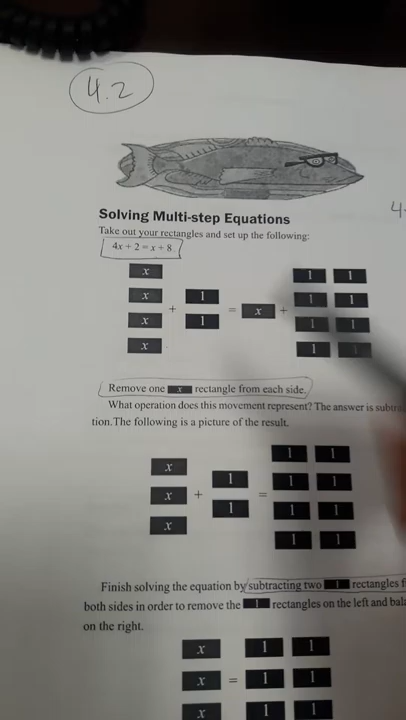 4.2
4
Solving Multi-step Equations
Take out your rectangles and set up the following:
4x + 2 = x + 8
x 1 1
x 1 1 1
+ = x +
x 1 1 1
x 1 1
Remove one x rectangle from each side.
What operation does this movement represent? The answer is subtrac
tion. The following is a picture of the result.
1 1
x 1 1 1
x + 1 = 1 1
x 1 1
Finish solving the equation by subtracting two 1 rectangles f
both sides in order to remove the 1 rectangles on the left and bala
on the right.
x 1 1
x = 1 1
x 1 1